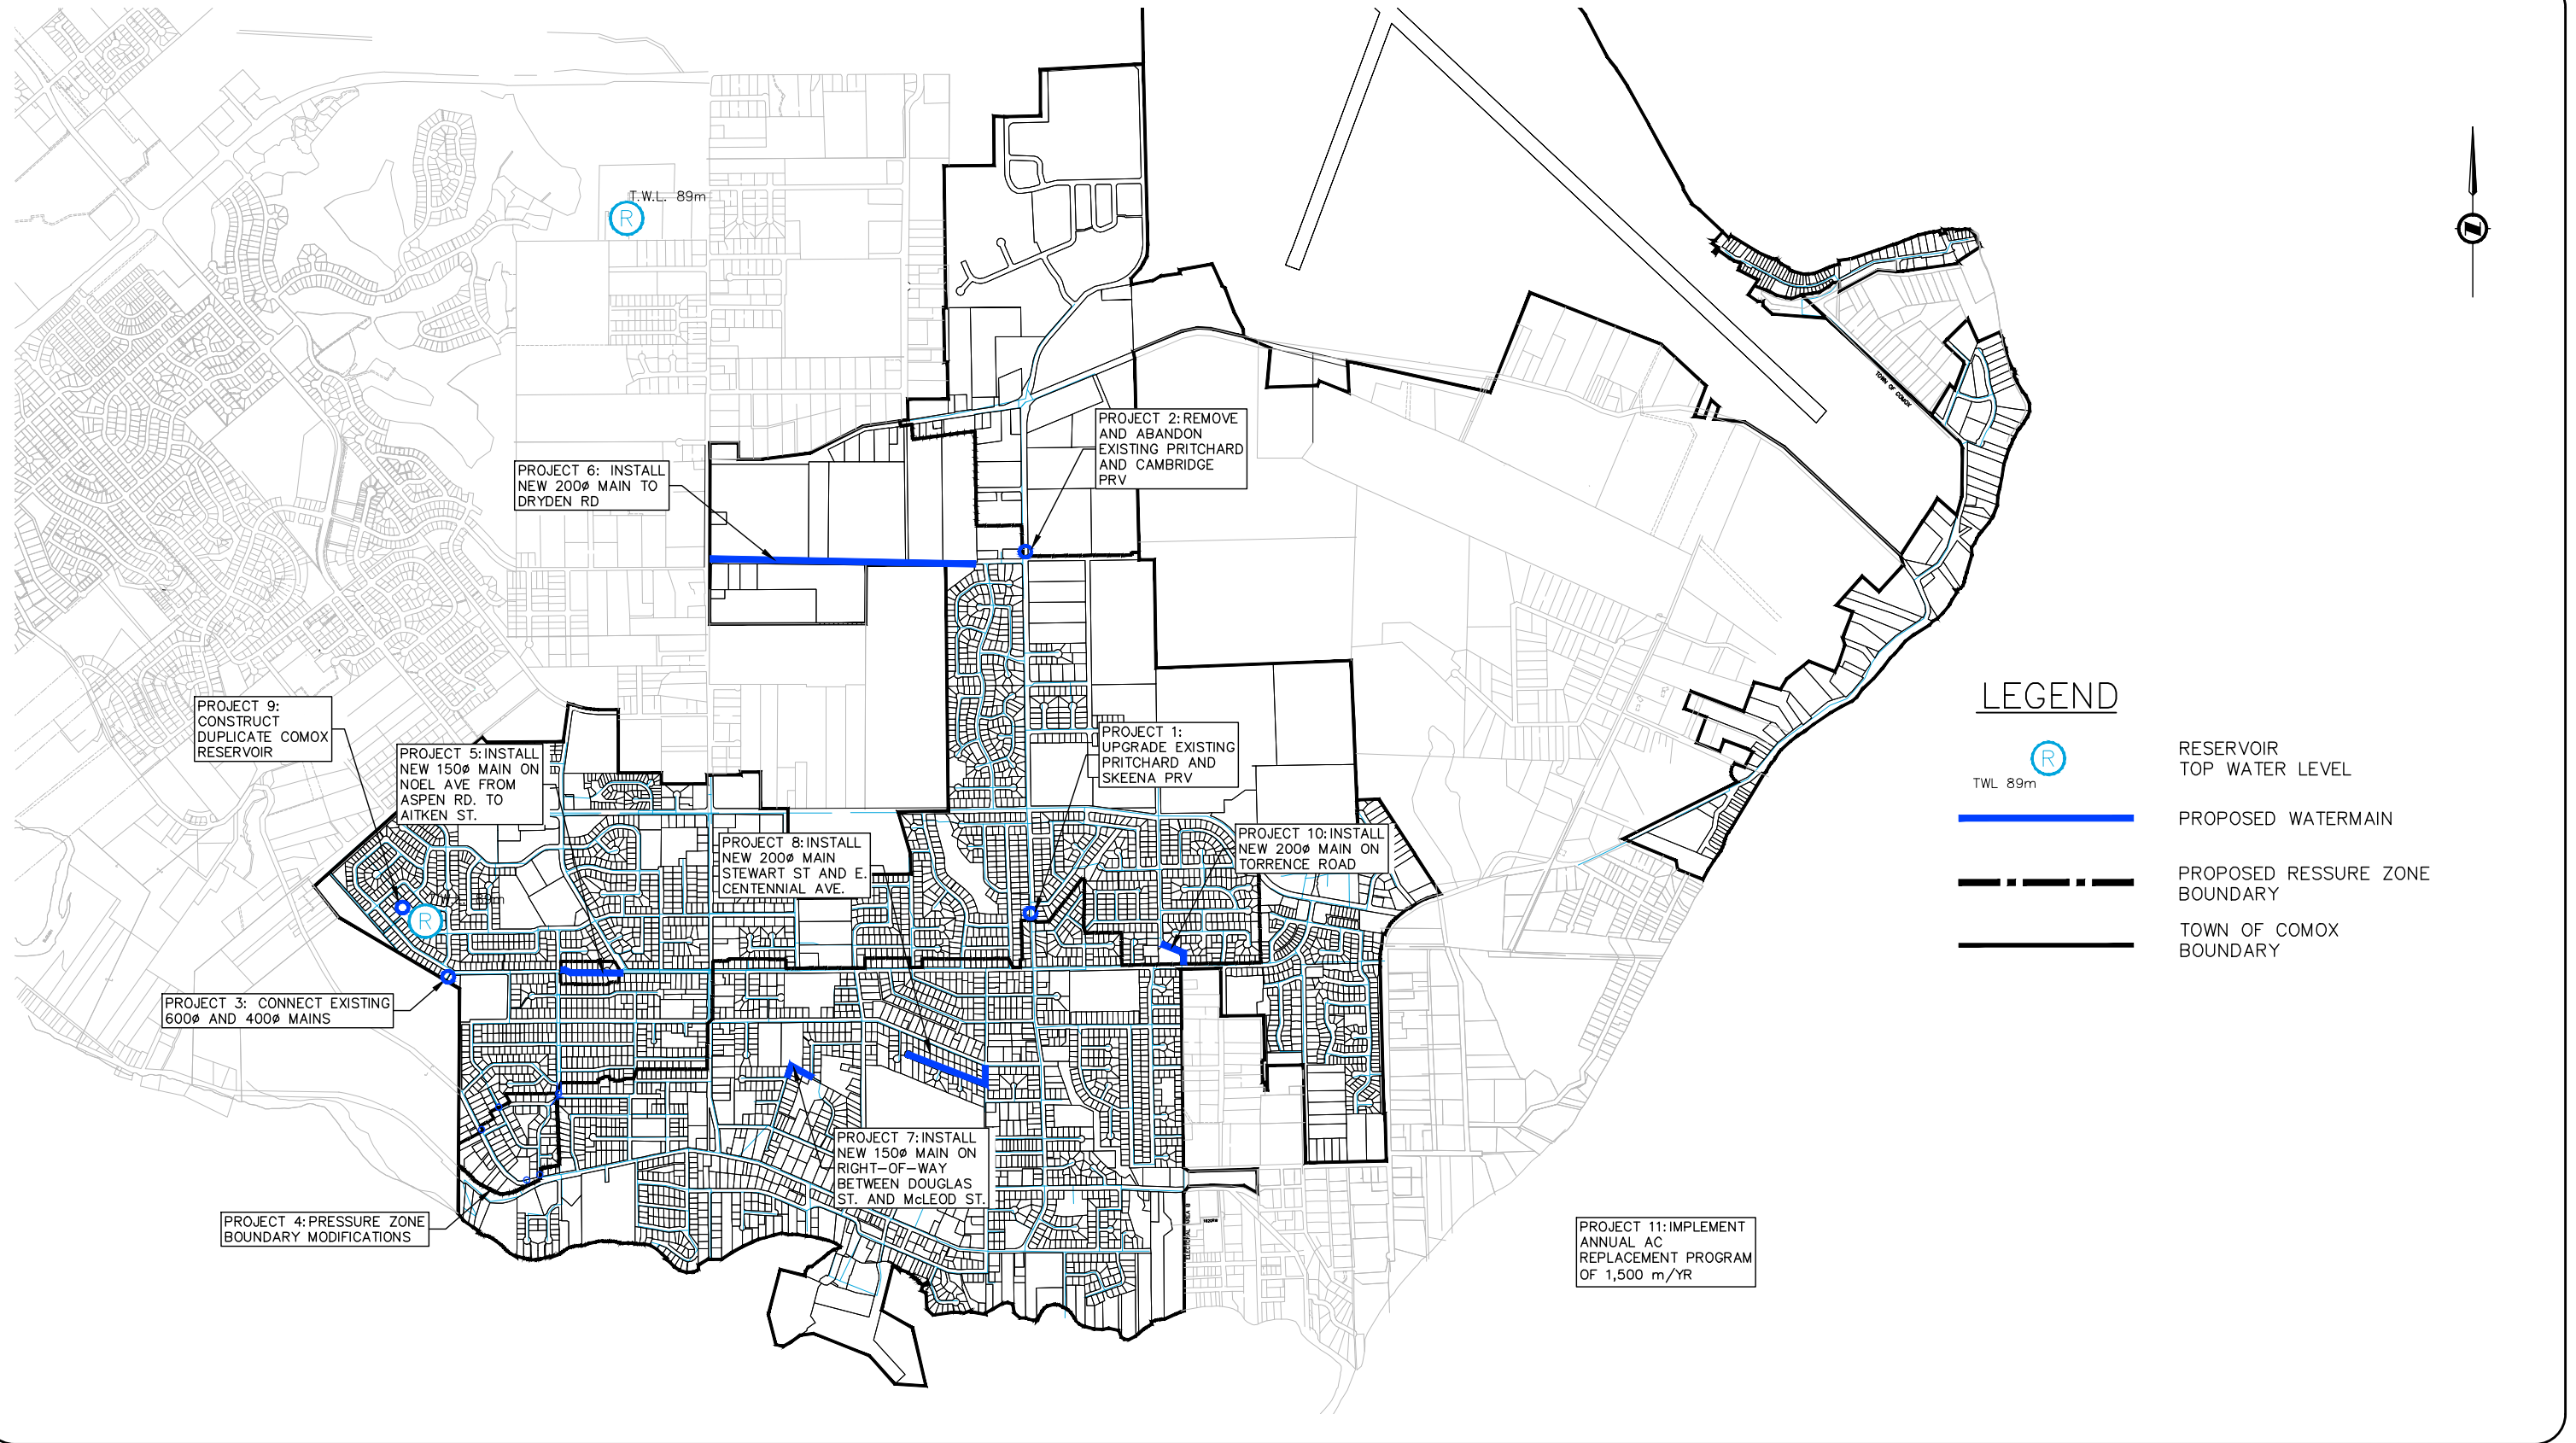 T.W.L. 89m
PROJECT 2: REMOVE
AND ABANDON
EXISTING PRITCHARD
AND CAMBRIDGE
PRV
PROJECT 6: INSTALL
NEW 200ø MAIN TO
DRYDEN RD
TOWN OF COMOX
PROJECT 9:
CONSTRUCT
DUPLICATE COMOX
RESERVOIR
PROJECT 5: INSTALL
NEW 150ø MAIN ON
NOEL AVE FROM
ASPEN RD. TO
AITKEN ST.
PROJECT 1:
UPGRADE EXISTING
PRITCHARD AND
SKEENA PRV
PROJECT 8: INSTALL
NEW 200ø MAIN
STEWART ST AND E.
CENTENNIAL AVE.
PROJECT 10: INSTALL
NEW 200ø MAIN ON
TORRENCE ROAD
R
R
PROJECT 3: CONNECT EXISTING
600ø AND 400ø MAINS
PROJECT 7: INSTALL
NEW 150ø MAIN ON
RIGHT-OF-WAY
BETWEEN DOUGLAS
ST. AND McLEOD ST.
PROJECT 4: PRESSURE ZONE
BOUNDARY MODIFICATIONS
PROJECT 11: IMPLEMENT
ANNUAL AC
REPLACEMENT PROGRAM
OF 1,500 m/YR
LEGEND
R
TWL 89m
RESERVOIR
TOP WATER LEVEL
PROPOSED WATERMAIN
PROPOSED RESSURE ZONE
BOUNDARY
TOWN OF COMOX
BOUNDARY